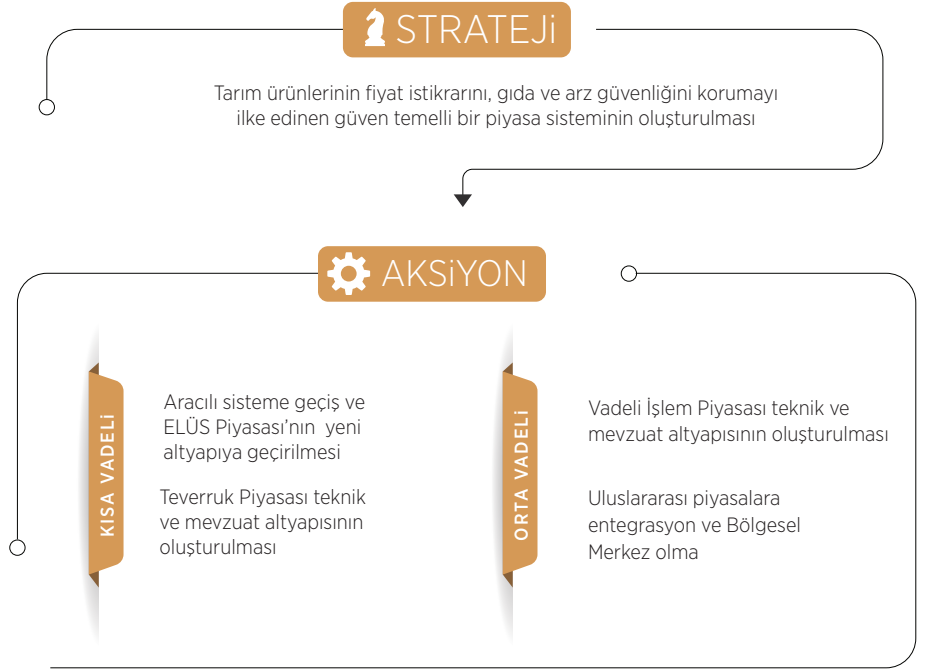 STRATEJi
Tarım ürünlerinin fiyat istikrarını, gıda ve arz güvenliğini korumayı
ilke edinen güven temelli bir piyasa sisteminin oluşturulması
AKSiYON
KISA VADELi
Aracılı sisteme geçiş ve
ELÜS Piyasası’nın yeni
altyapıya geçirilmesi
Teverruk Piyasası teknik
ve mevzuat altyapısının
oluşturulması
ORTA VADELi
Vadeli İşlem Piyasası teknik ve
mevzuat altyapısının oluşturulması
Uluslararası piyasalara
entegrasyon ve Bölgesel
Merkez olma